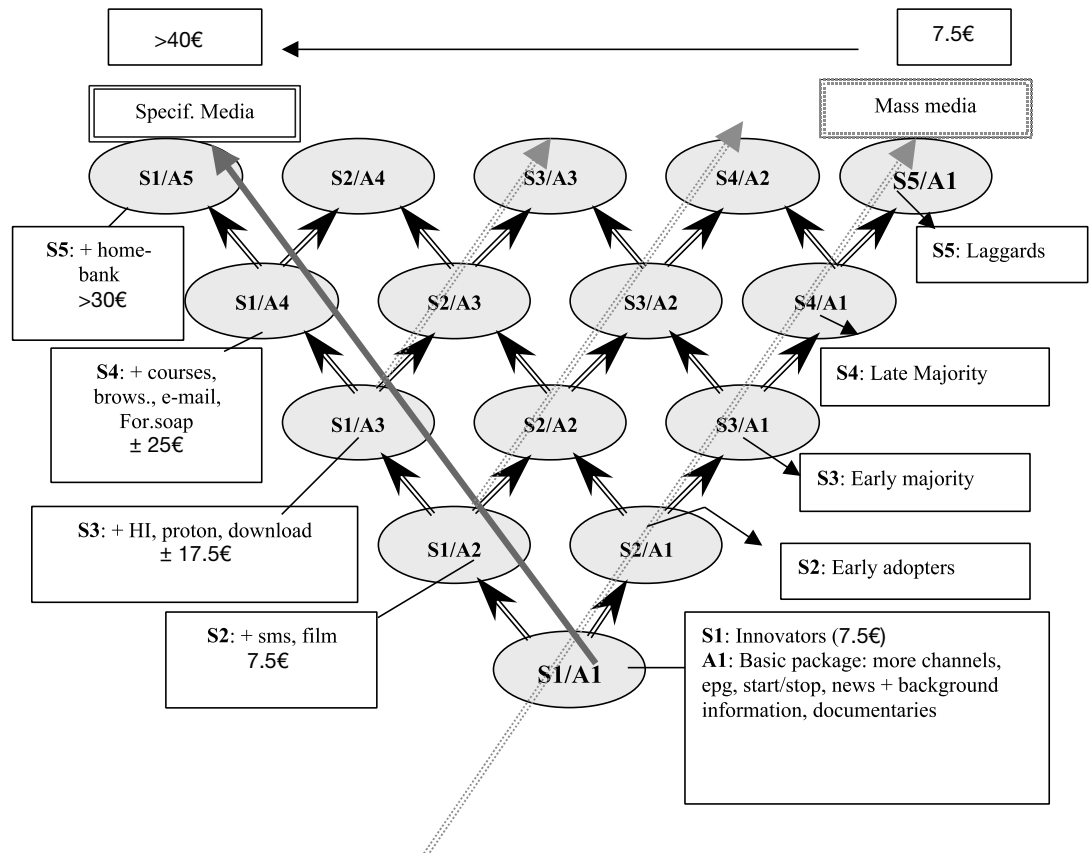 >40€
7.5€
Specif. Media
Mass media
S1/A5
S2/A4
S3/A3
S4/A2
S5/A1
S5: + home-
bank
>30€
S5: Laggards
S1/A4
S2/A3
S3/A2
S4/A1
S4: + courses,
brows., e-mail,
For.soap
± 25€
S4: Late Majority
S1/A3
S2/A2
S3/A1
S3: Early majority
S3: + HI, proton, download
± 17.5€
S1/A2
S2/A1
S2: Early adopters
S2: + sms, film
7.5€
S1/A1
S1: Innovators (7.5€)
A1: Basic package: more channels,
epg, start/stop, news + background
information, documentaries